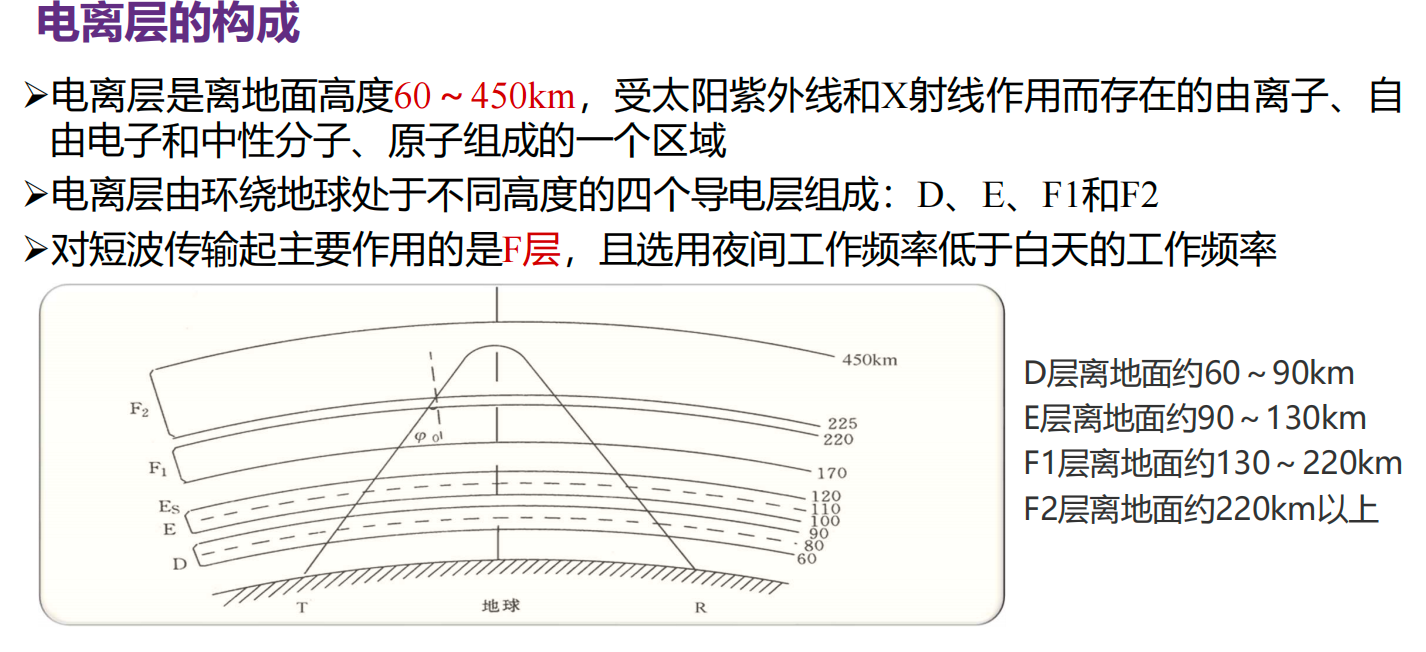 电离层的构成
➢电离层是离地面高度60～450km，受太阳紫外线和X射线作用而存在的由离子、自
由电子和中性分子、原子组成的一个区域
➢电离层由环绕地球处于不同高度的四个导电层组成：D、E、F1和F2
➢对短波传输起主要作用的是F层，且选用夜间工作频率低于白天的工作频率
450km
F₂
225
220
φ₀
F₁
170
Es
120
110
100
E
90
80
D
60
T
地球
R
D层离地面约60～90km
E层离地面约90～130km
F1层离地面约130～220km
F2层离地面约220km以上